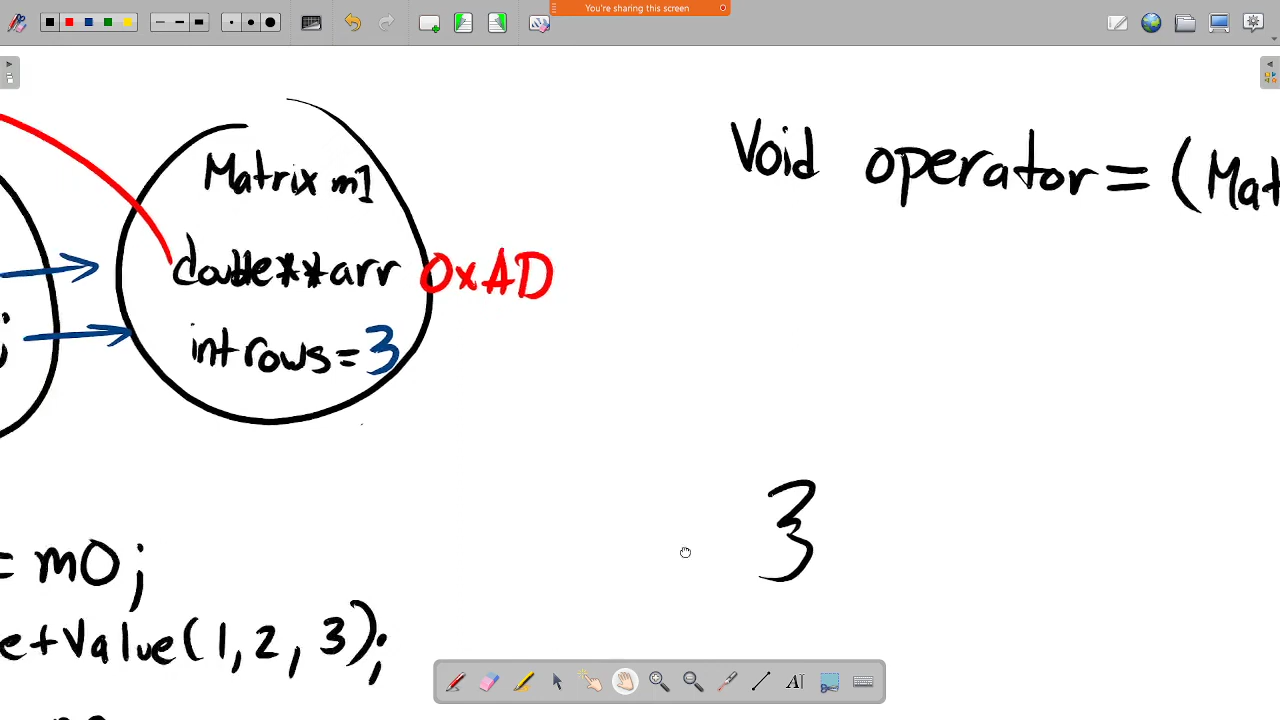 You're sharing this screen
Matrix m1
double**arr
0xAD
int rows = 3
Void operator= (Mat
3
= m0;
etValue(1,2,3);